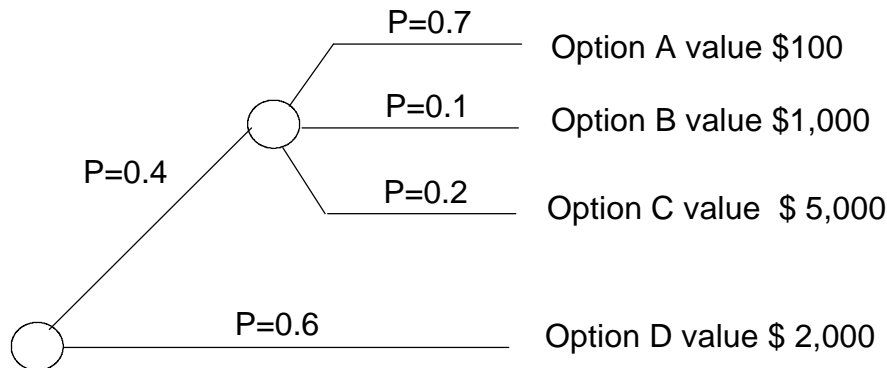 P=0.7
Option A value $100
P=0.1
Option B value $1,000
P=0.4
P=0.2
Option C value $ 5,000
P=0.6
Option D value $ 2,000